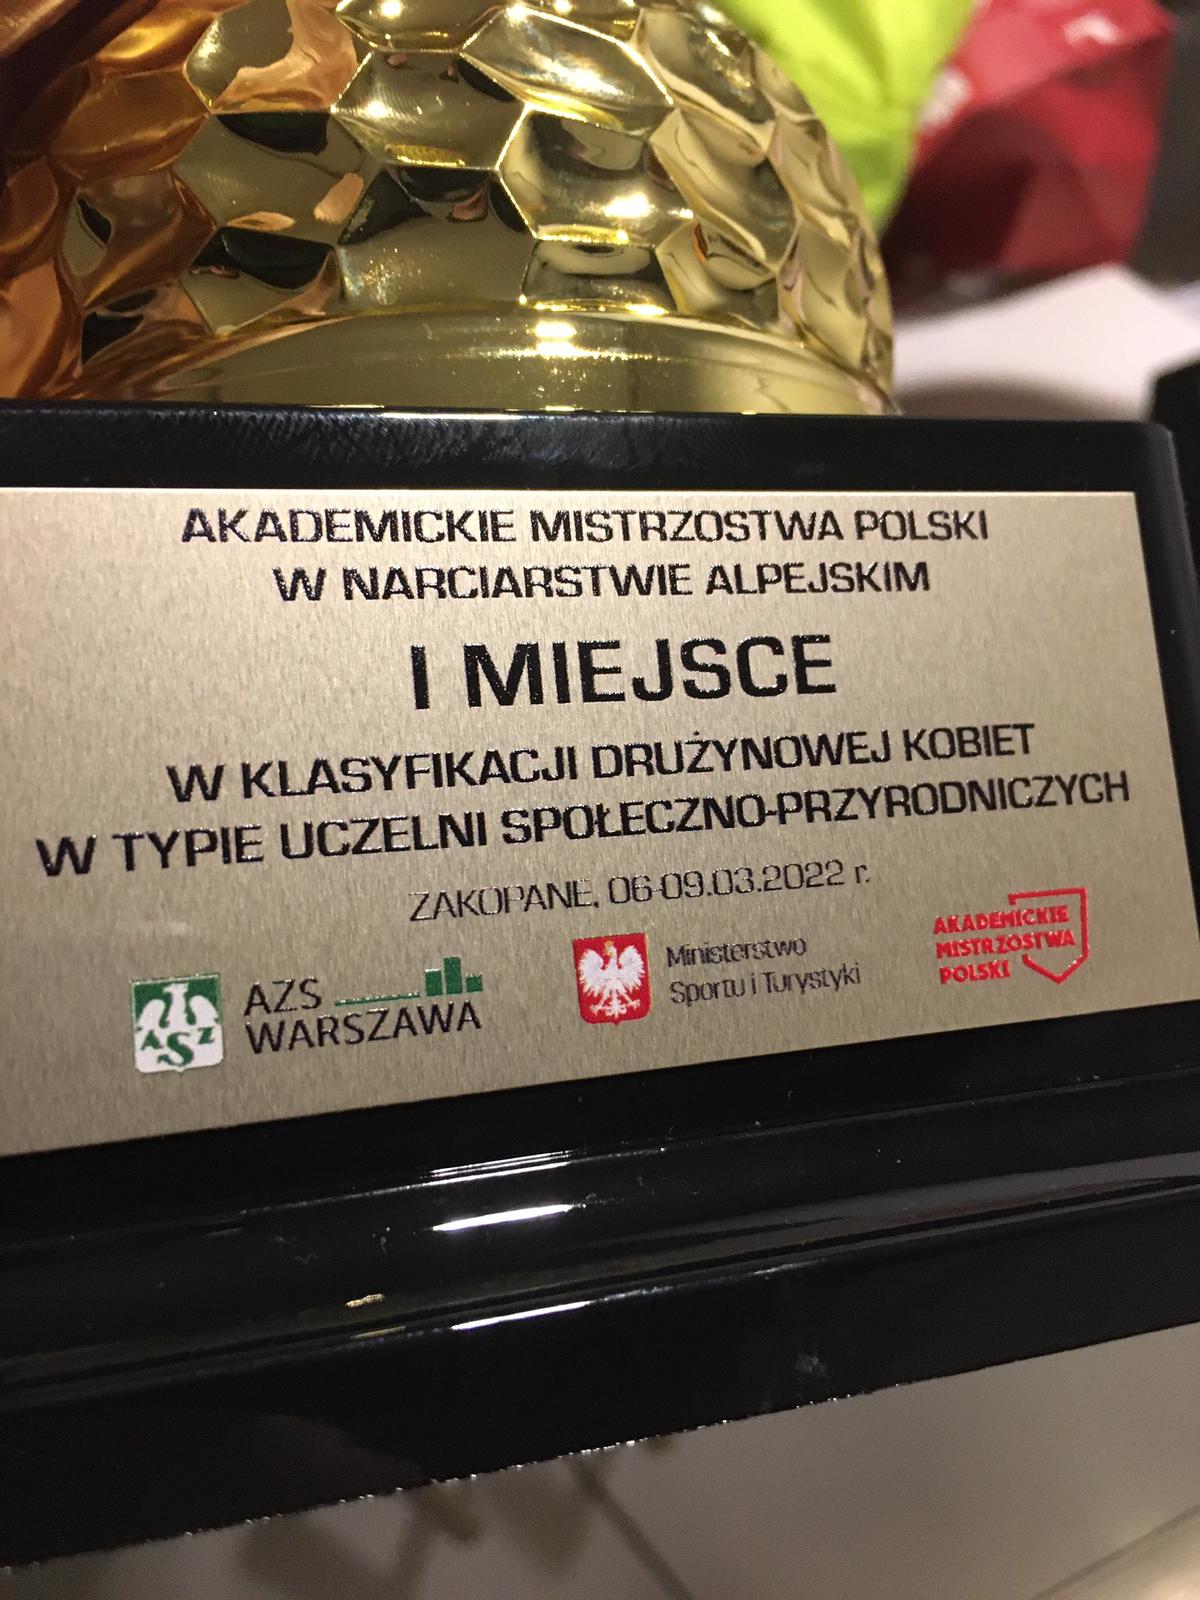 AKADEMICKIE MISTRZOSTWA POLSKI
W NARCIARSTWIE ALPEJSKIM
I MIEJSCE
W KLASYFIKACJI DRUŻYNOWEJ KOBIET
W TYPIE UCZELNI SPOŁECZNO-PRZYRODNICZYCH
ZAKOPANE, 06-09.03.2022 r.
ASZ
AZS
WARSZAWA
Ministerstwo
Sportu i Turystyki
AKADEMICKIE
MISTRZOSTWA
POLSKI